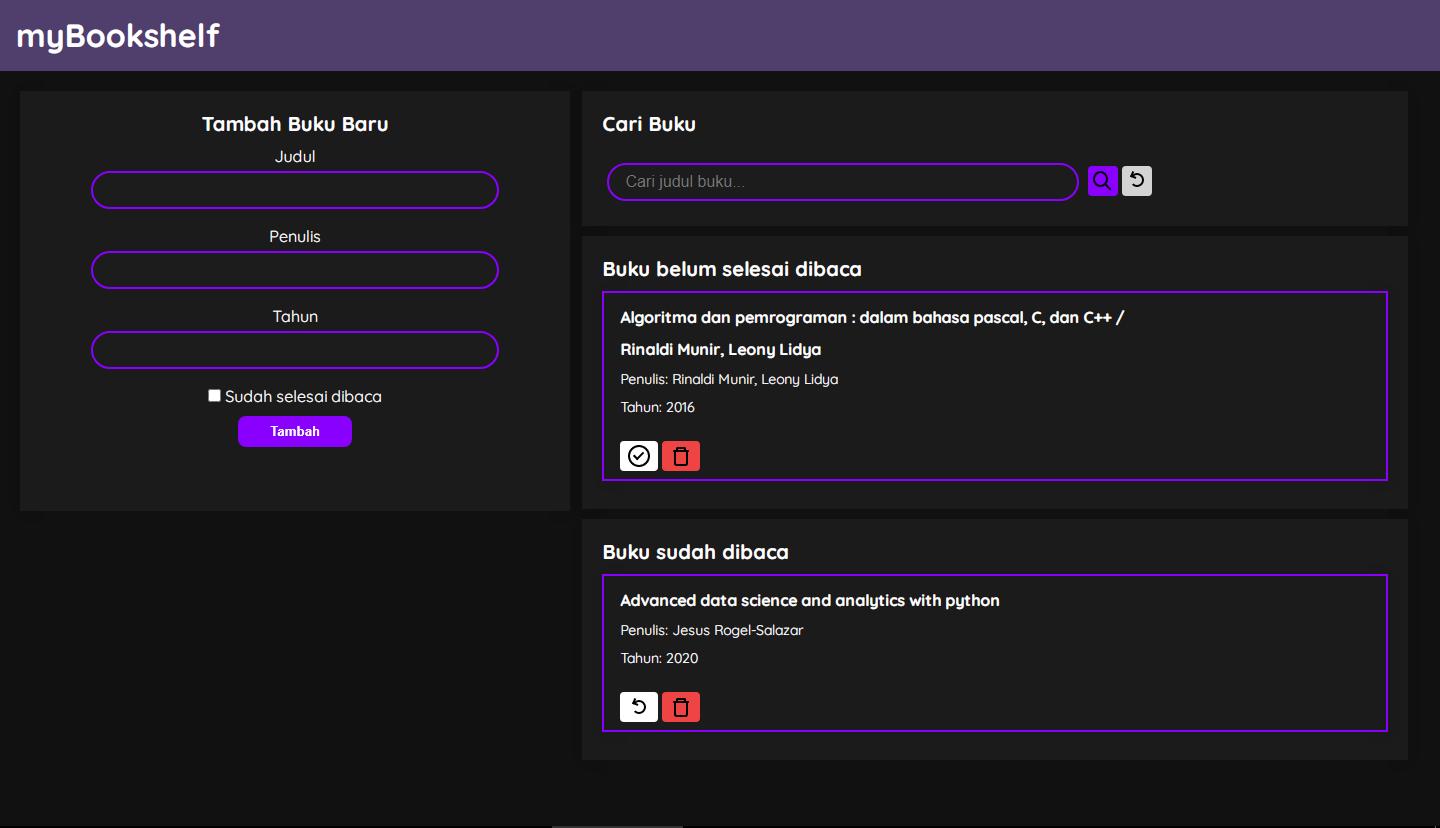 myBookshelf
Tambah Buku Baru
Judul
Penulis
Tahun
Sudah selesai dibaca
Tambah
Cari Buku
Cari judul buku...
Buku belum selesai dibaca
Algoritma dan pemrograman : dalam bahasa pascal, C, dan C++ /
Rinaldi Munir, Leony Lidya
Penulis: Rinaldi Munir, Leony Lidya
Tahun: 2016
Buku sudah dibaca
Advanced data science and analytics with python
Penulis: Jesus Rogel-Salazar
Tahun: 2020